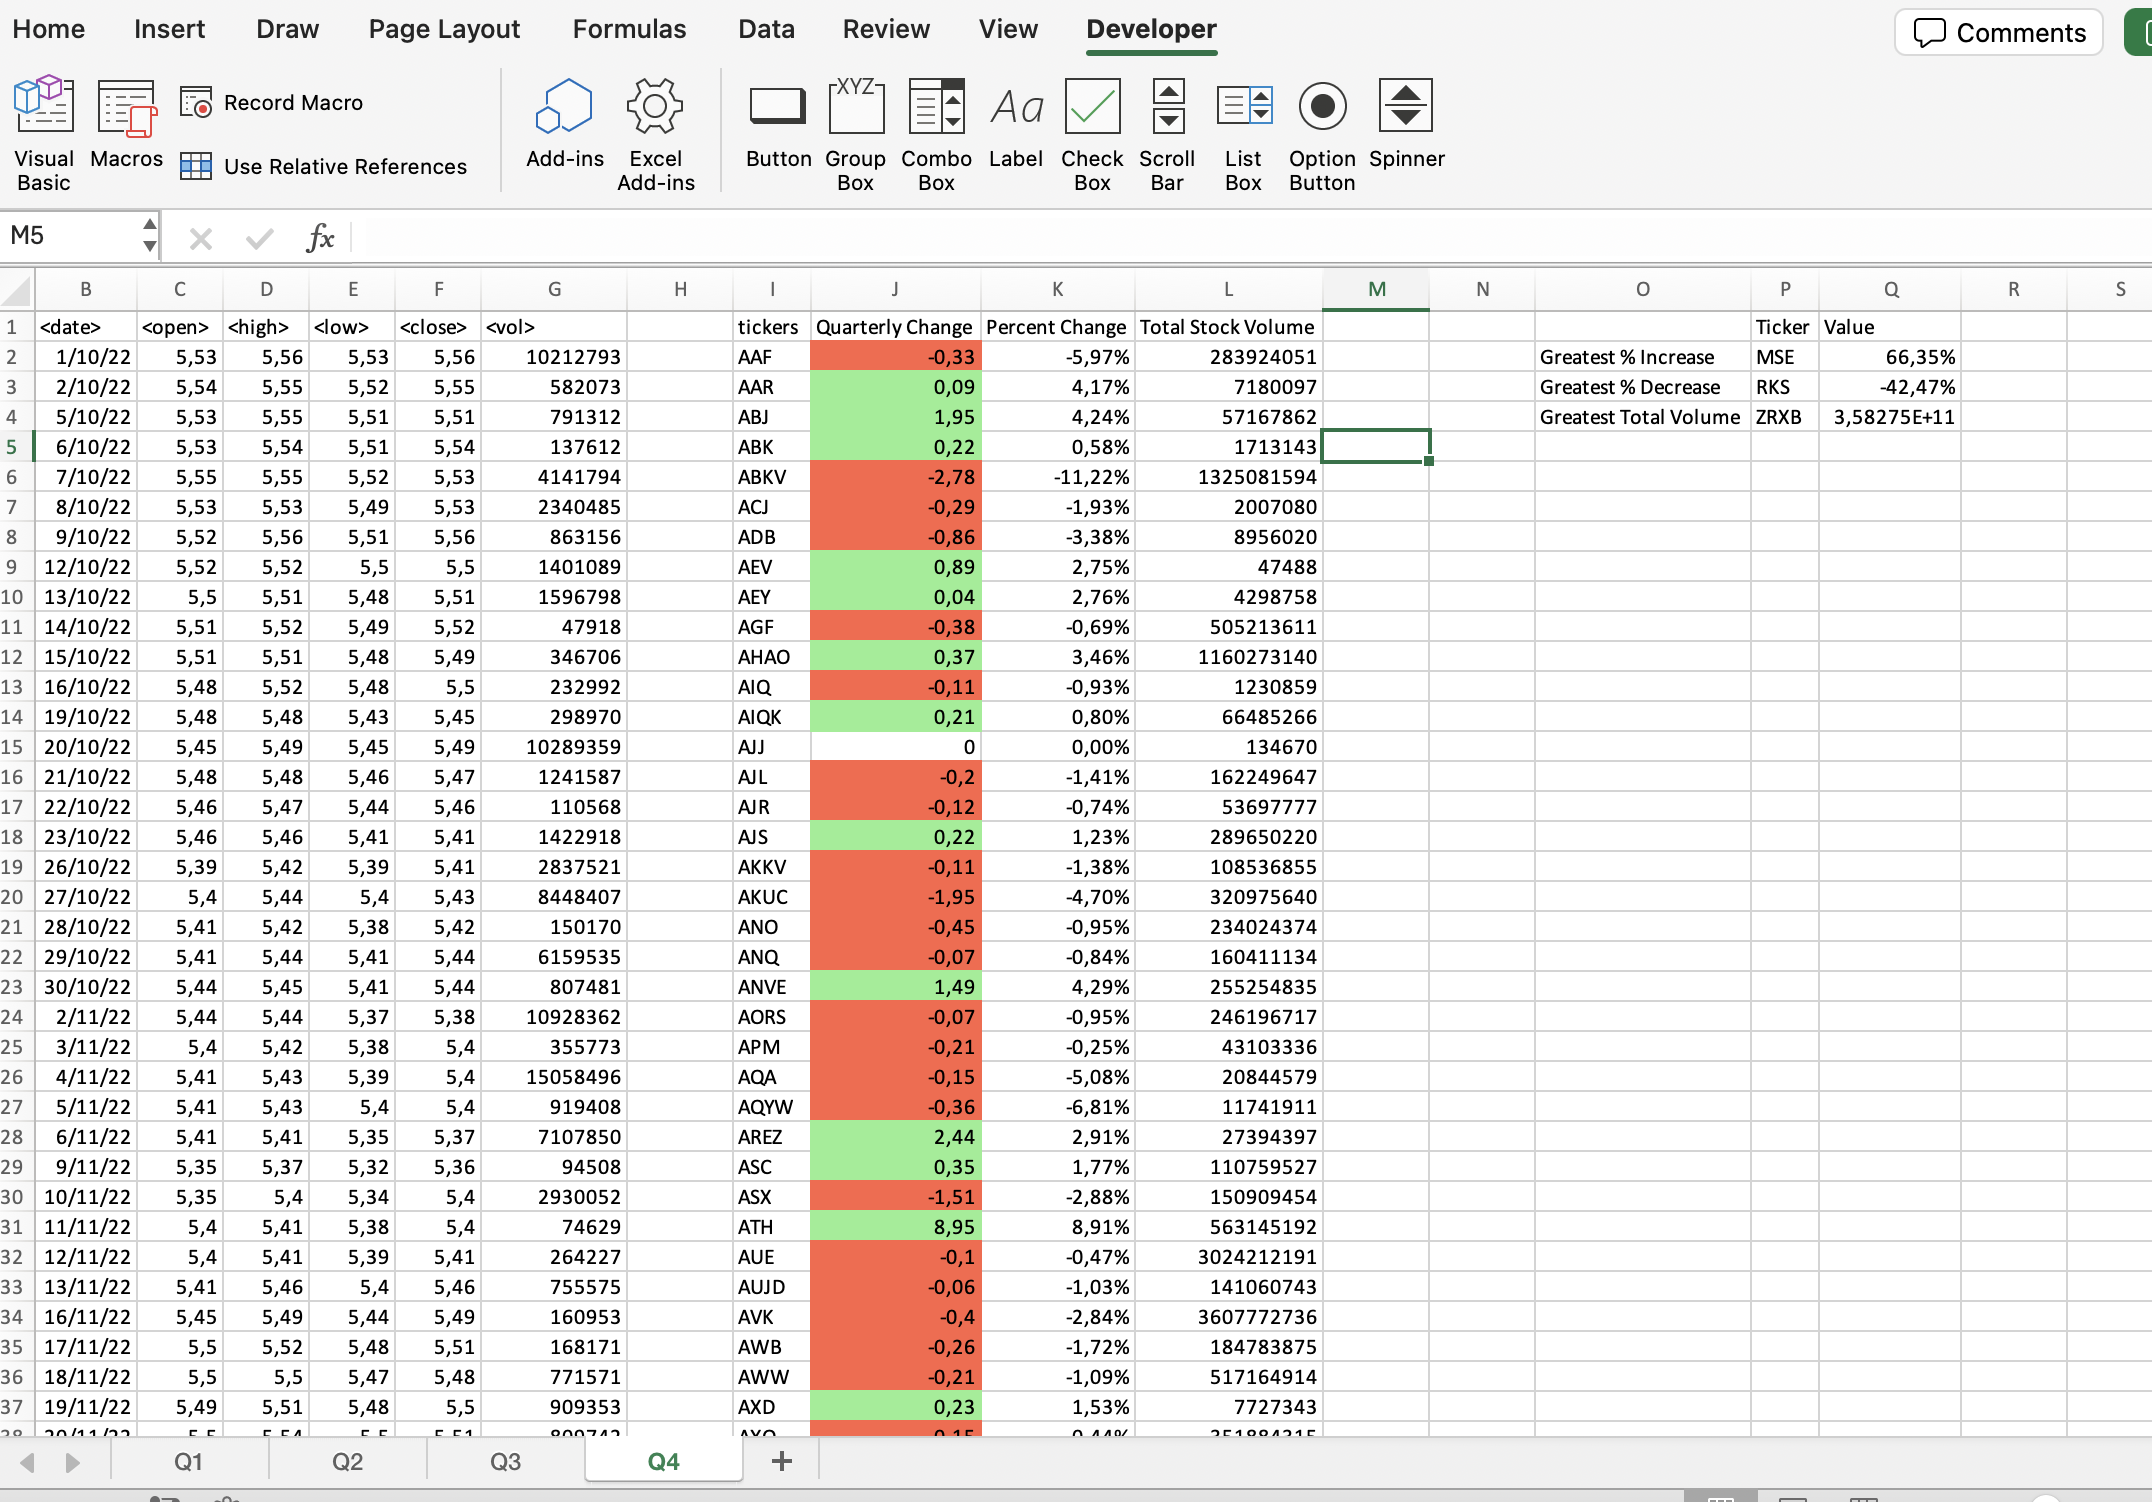 Home Insert Draw Page Layout Formulas Data Review View Developer Comments
Visual Basic Macros Record Macro Use Relative References Add-ins Excel Add-ins Button Group Box Combo Box Label Check Box Scroll Bar List Box Option Button Spinner
XYZ Aa
M5 fx
B C D E F G H I J K L M N O P Q R S
1 <date> <open> <high> <low> <close> <vol> tickers Quarterly Change Percent Change Total Stock Volume Ticker Value
2 1/10/22 5,53 5,56 5,53 5,56 10212793 AAF -0,33 -5,97% 283924051 Greatest % Increase MSE 66,35%
3 2/10/22 5,54 5,55 5,52 5,55 582073 AAR 0,09 4,17% 7180097 Greatest % Decrease RKS -42,47%
4 5/10/22 5,53 5,55 5,51 5,51 791312 ABJ 1,95 4,24% 57167862 Greatest Total Volume ZRXB 3,58275E+11
5 6/10/22 5,53 5,54 5,51 5,54 137612 ABK 0,22 0,58% 1713143
6 7/10/22 5,55 5,55 5,52 5,53 4141794 ABKV -2,78 -11,22% 1325081594
7 8/10/22 5,53 5,53 5,49 5,53 2340485 ACJ -0,29 -1,93% 2007080
8 9/10/22 5,52 5,56 5,51 5,56 863156 ADB -0,86 -3,38% 8956020
9 12/10/22 5,52 5,52 5,5 5,5 1401089 AEV 0,89 2,75% 47488
10 13/10/22 5,5 5,51 5,48 5,51 1596798 AEY 0,04 2,76% 4298758
11 14/10/22 5,51 5,52 5,49 5,52 47918 AGF -0,38 -0,69% 505213611
12 15/10/22 5,51 5,51 5,48 5,49 346706 AHAO 0,37 3,46% 1160273140
13 16/10/22 5,48 5,52 5,48 5,5 232992 AIQ -0,11 -0,93% 1230859
14 19/10/22 5,48 5,48 5,43 5,45 298970 AIQK 0,21 0,80% 66485266
15 20/10/22 5,45 5,49 5,45 5,49 10289359 AJJ 0 0,00% 134670
16 21/10/22 5,48 5,48 5,46 5,47 1241587 AJL -0,2 -1,41% 162249647
17 22/10/22 5,46 5,47 5,44 5,46 110568 AJR -0,12 -0,74% 53697777
18 23/10/22 5,46 5,46 5,41 5,41 1422918 AJS 0,22 1,23% 289650220
19 26/10/22 5,39 5,42 5,39 5,41 2837521 AKKV -0,11 -1,38% 108536855
20 27/10/22 5,4 5,44 5,4 5,43 8448407 AKUC -1,95 -4,70% 320975640
21 28/10/22 5,41 5,42 5,38 5,42 150170 ANO -0,45 -0,95% 234024374
22 29/10/22 5,41 5,44 5,41 5,44 6159535 ANQ -0,07 -0,84% 160411134
23 30/10/22 5,44 5,45 5,41 5,44 807481 ANVE 1,49 4,29% 255254835
24 2/11/22 5,44 5,44 5,37 5,38 10928362 AORS -0,07 -0,95% 246196717
25 3/11/22 5,4 5,42 5,38 5,4 355773 APM -0,21 -0,25% 43103336
26 4/11/22 5,41 5,43 5,39 5,4 15058496 AQA -0,15 -5,08% 20844579
27 5/11/22 5,41 5,43 5,4 5,4 919408 AQYW -0,36 -6,81% 11741911
28 6/11/22 5,41 5,41 5,35 5,37 7107850 AREZ 2,44 2,91% 27394397
29 9/11/22 5,35 5,37 5,32 5,36 94508 ASC 0,35 1,77% 110759527
30 10/11/22 5,35 5,4 5,34 5,4 2930052 ASX -1,51 -2,88% 150909454
31 11/11/22 5,4 5,41 5,38 5,4 74629 ATH 8,95 8,91% 563145192
32 12/11/22 5,4 5,41 5,39 5,41 264227 AUE -0,1 -0,47% 3024212191
33 13/11/22 5,41 5,46 5,4 5,46 755575 AUJD -0,06 -1,03% 141060743
34 16/11/22 5,45 5,49 5,44 5,49 160953 AVK -0,4 -2,84% 3607772736
35 17/11/22 5,5 5,52 5,48 5,51 168171 AWB -0,26 -1,72% 184783875
36 18/11/22 5,5 5,5 5,47 5,48 771571 AWW -0,21 -1,09% 517164914
37 19/11/22 5,49 5,51 5,48 5,5 909353 AXD 0,23 1,53% 7727343
Q1 Q2 Q3 Q4 +